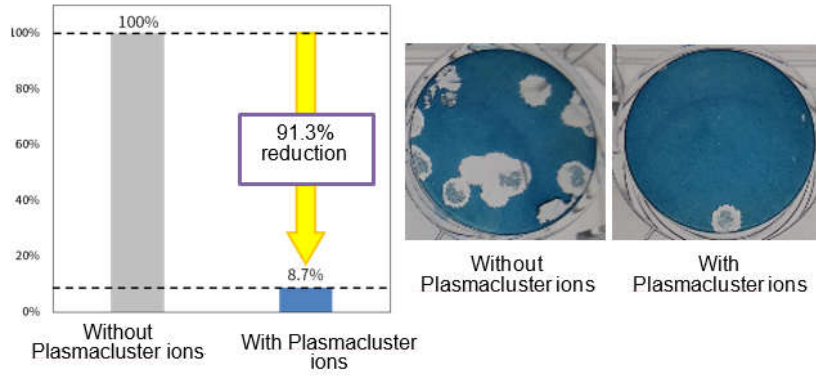 100%
80%
60%
40%
20%
0%
100%
91.3%
reduction
8.7%
Without
Plasmacluster ions
With Plasmacluster
ions
Without
Plasmacluster ions
With
Plasmacluster ions